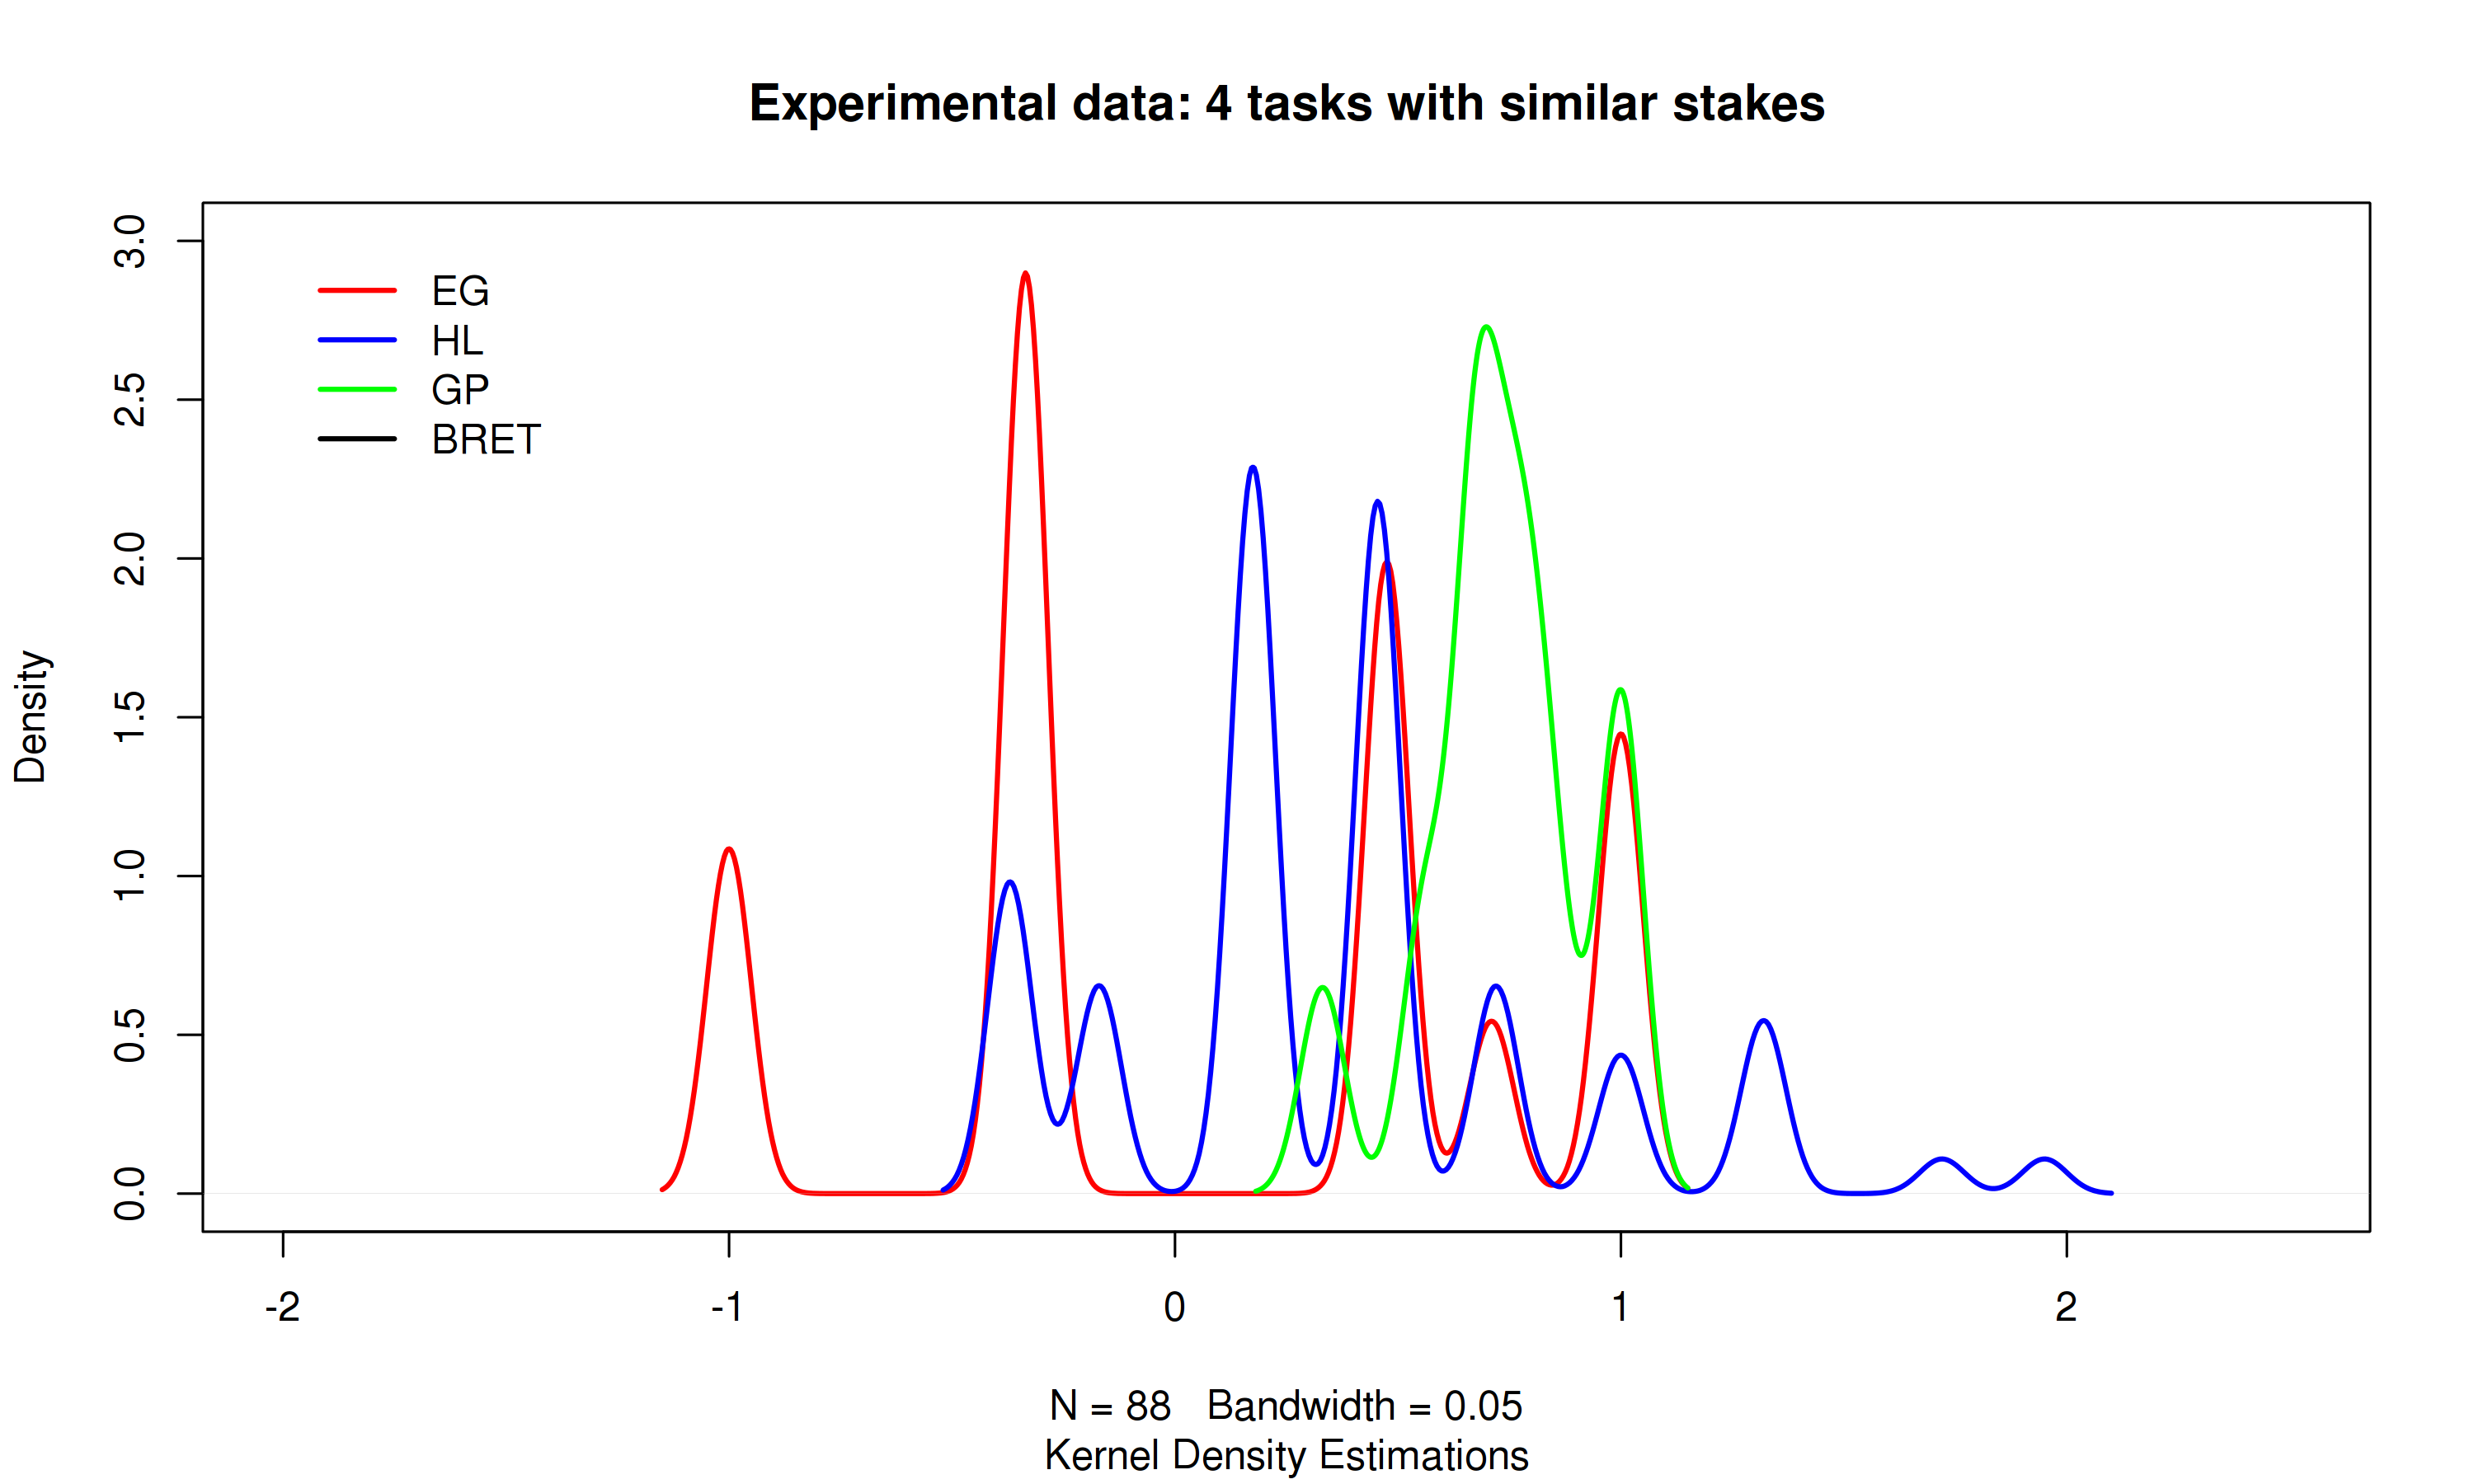 Experimental data: 4 tasks with similar stakes
EG
HL
GP
BRET
Density
3.0
2.5
2.0
1.5
1.0
0.5
0.0
-2 -1 0 1 2
N = 88 Bandwidth = 0.05
Kernel Density Estimations